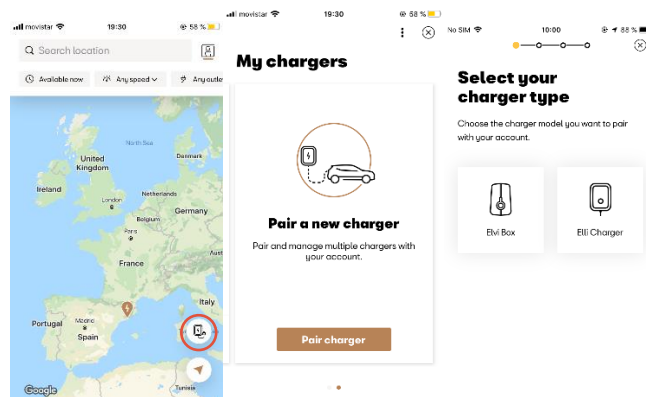 movistar 19:30 58 %
Search location
Available now Any speed Any outle
North Sea
United
Kingdom
Denmark
Ireland
London
Netherlands
Belgium
Germany
Paris
France
Aust
Italy
Portugal
Madrid
Spain
Google
Tunisia
movistar 19:30 68 %
My chargers
Pair a new charger
Pair and manage multiple chargers with
your account.
Pair charger
No SIM 10:00 88 %
Select your
charger type
Choose the charger model you want to pair
with your account.
Elvi Box Elli Charger